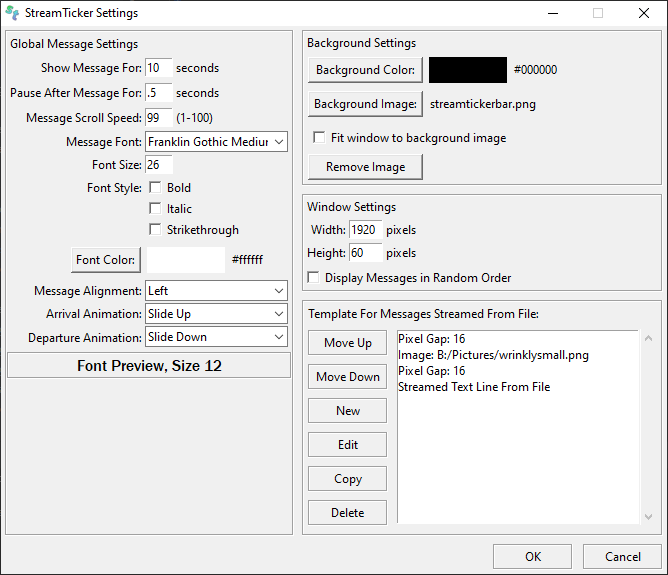 StreamTicker Settings
Global Message Settings
Show Message For: 10 seconds
Pause After Message For: .5 seconds
Message Scroll Speed: 99 (1-100)
Message Font: Franklin Gothic Medium
Font Size: 26
Font Style: Bold
Italic
Strikethrough
Font Color: #ffffff
Message Alignment: Left
Arrival Animation: Slide Up
Departure Animation: Slide Down
Font Preview, Size 12
Background Settings
Background Color: #000000
Background Image: streamtickerbar.png
Fit window to background image
Remove Image
Window Settings
Width: 1920 pixels
Height: 60 pixels
Display Messages in Random Order
Template For Messages Streamed From File:
Move Up
Move Down
New
Edit
Copy
Delete
Pixel Gap: 16
Image: B:/Pictures/wrinklysmall.png
Pixel Gap: 16
Streamed Text Line From File
OK
Cancel